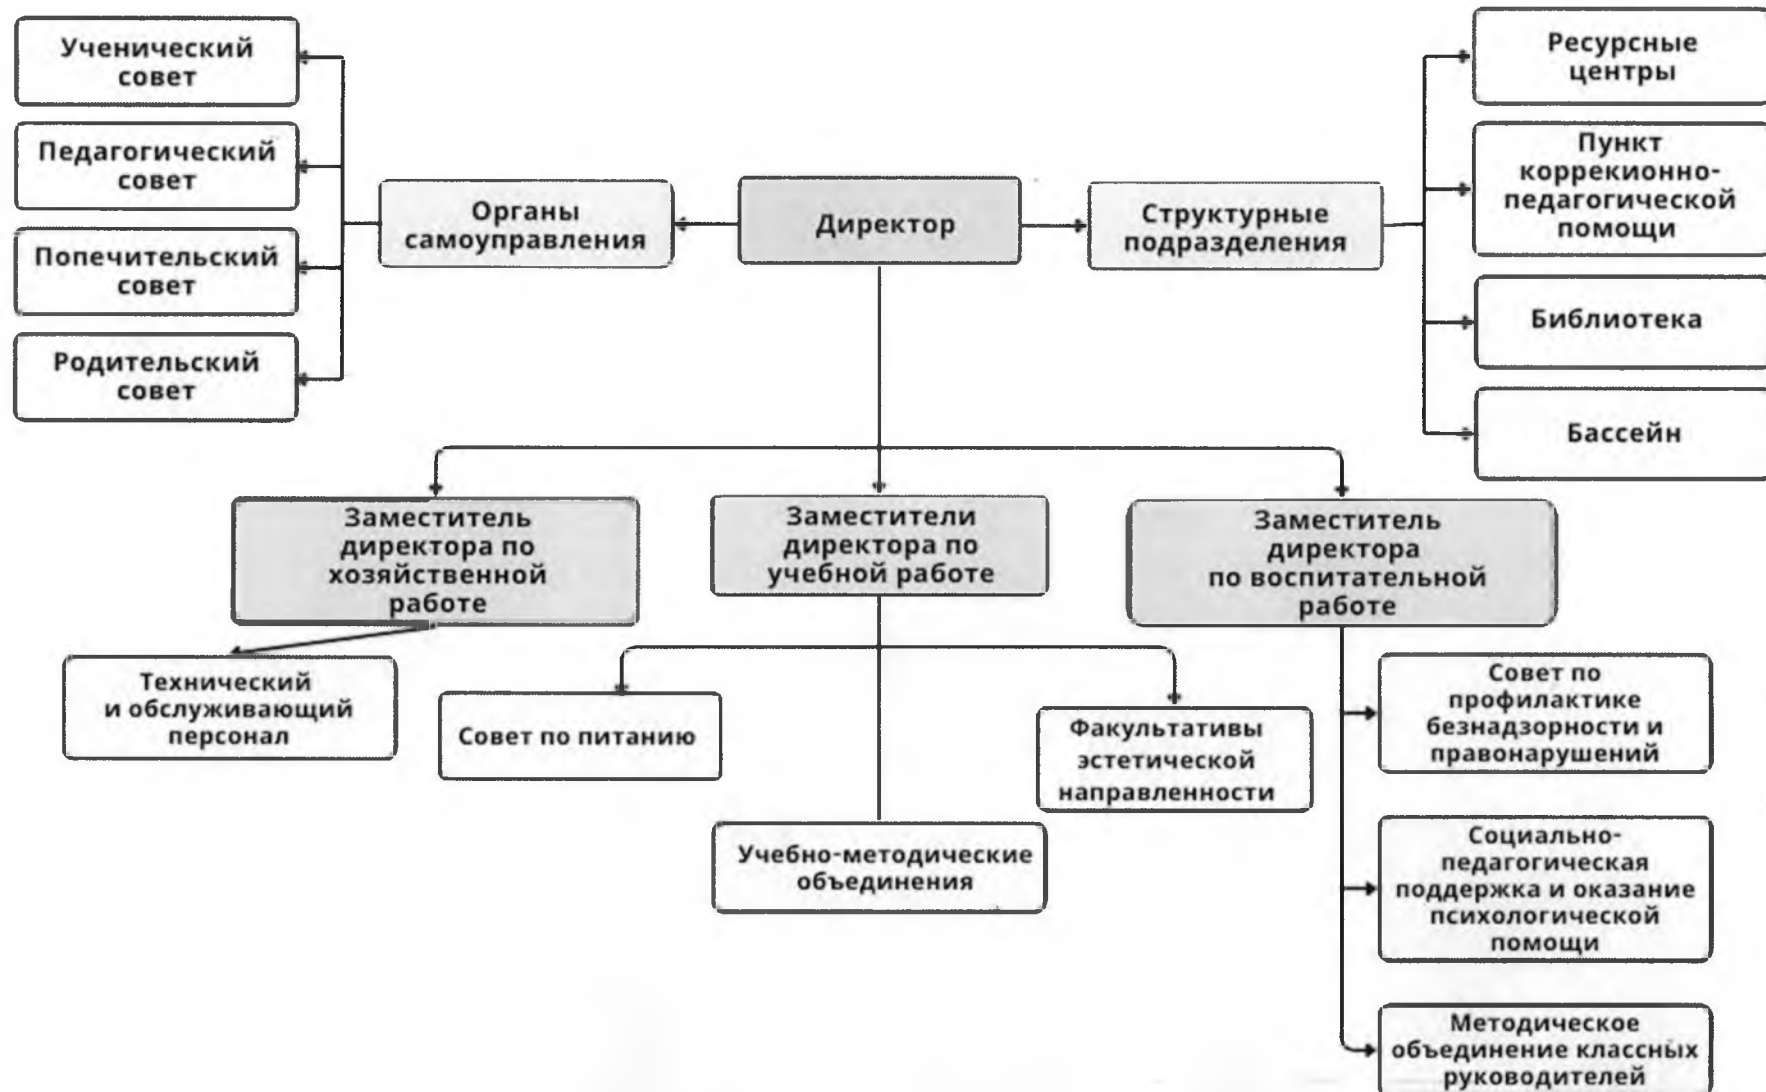 Ученический
совет
Педагогический
совет
Попечительский
совет
Родительский
совет
Органы
самоуправления
Директор
Структурные
подразделения
Ресурсные
центры
Пункт
коррекионно-
педагогической
помощи
Библиотека
Бассейн
Заместитель
директора по
хозяйственной
работе
Заместители
директора по
учебной работе
Заместитель
директора
по воспитательной
работе
Технический
и обслуживающий
персонал
Совет по питанию
Учебно-методические
объединения
Факультативы
эстетической
направленности
Совет по
профилактике
безнадзорности и
правонарушений
Социально-
педагогическая
поддержка и оказание
психологической
помощи
Методическое
объединение классных
руководителей